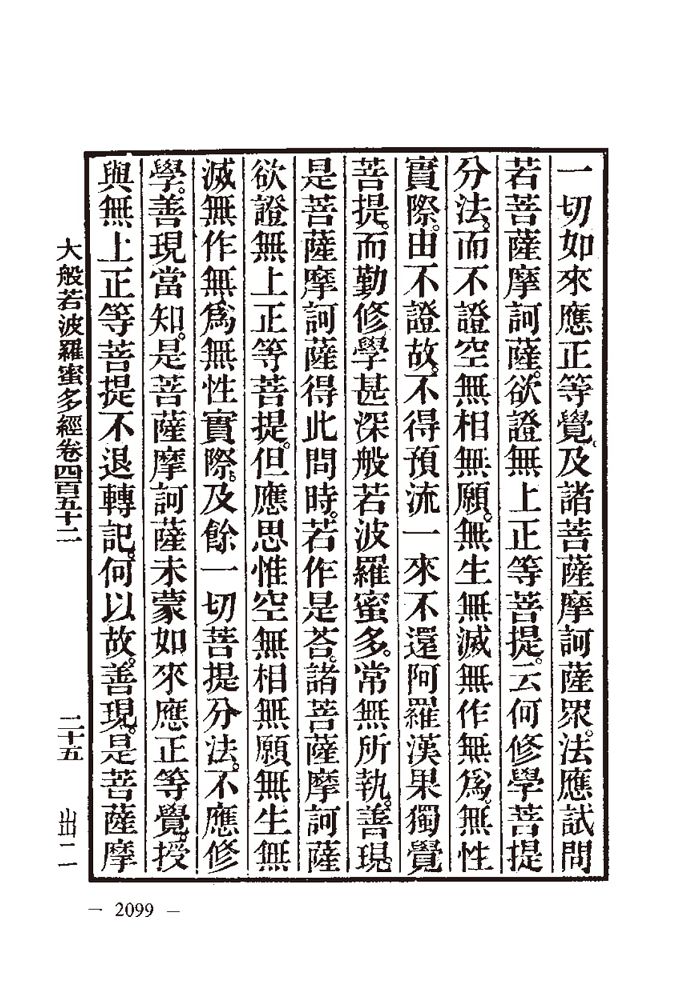 一切如來應正等覺。及諸菩薩摩訶薩眾。法應試問
若菩薩摩訶薩。欲證無上正等菩提。云何修學菩提
分法。而不證空無相無願。無生無滅無作無為。無性
實際。由不證故。不得預流一來不還阿羅漢果獨覺
菩提。而勤修學甚深般若波羅蜜多。常無所執。善現。
是菩薩摩訶薩得此問時。若作是荅。諸菩薩摩訶薩
欲證無上正等菩提。但應思惟空無相無願無生無
滅無作無為無性實際。及餘一切菩提分法。不應修
學。善現當知。是菩薩摩訶薩未蒙如來應正等覺。授
與無上正等菩提不退轉記。何以故。善現。是菩薩摩
大般若波羅蜜多經卷四百五十二 二十五 出二
— 2099 —